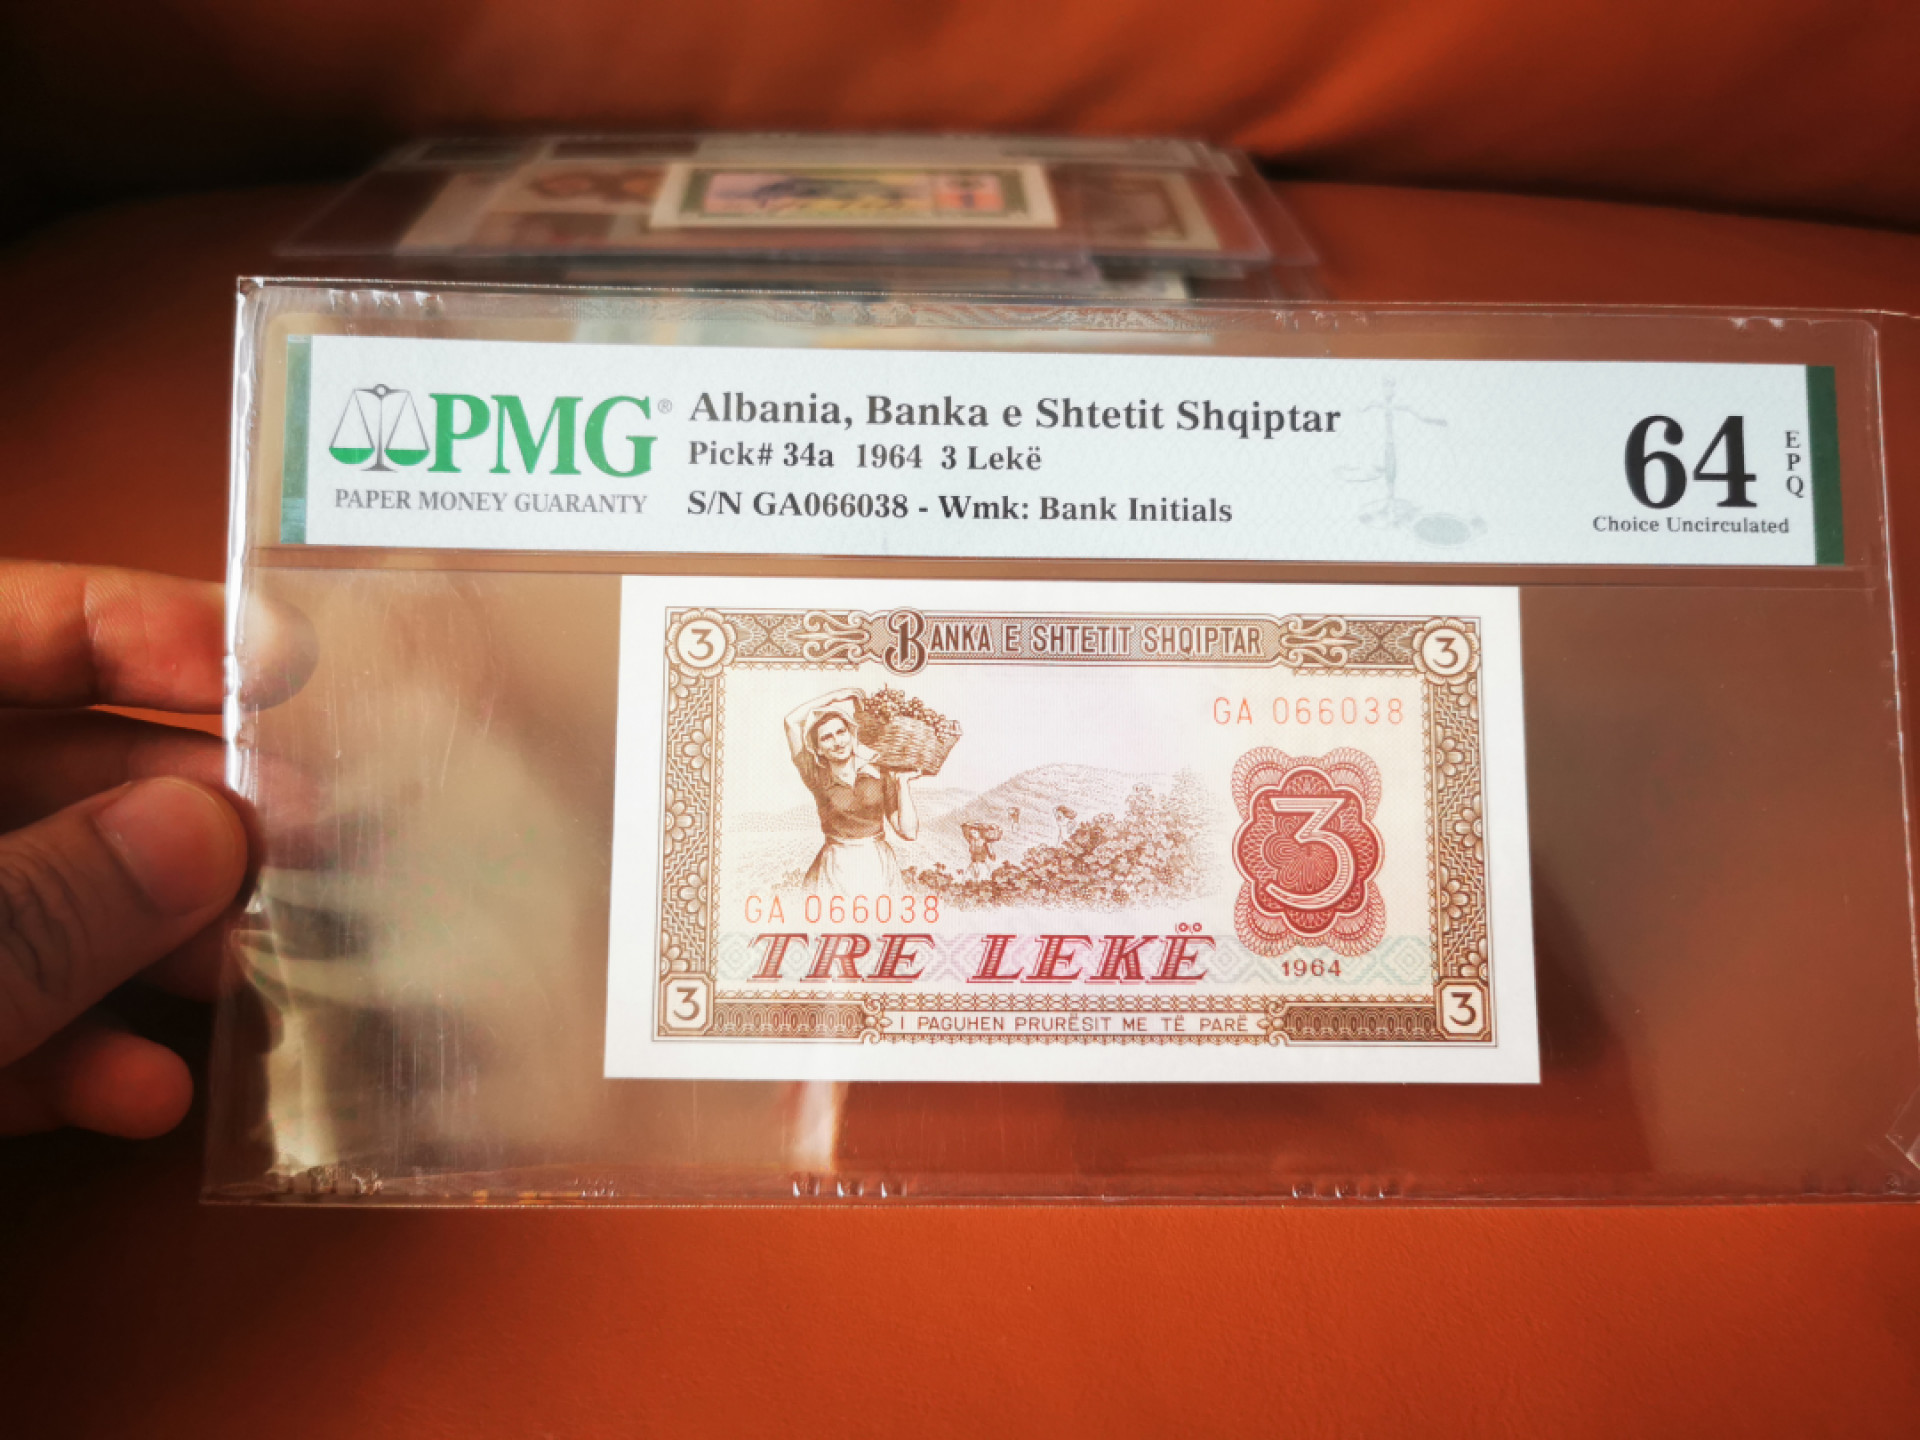 PMG®
PAPER MONEY GUARANTY
Albania, Banka e Shtetit Shqiptar
Pick# 34a 1964 3 Lekë
S/N GA066038 - Wmk: Bank Initials
64
EPQ
Choice Uncirculated
3 BANKA E SHTETIT SHQIPTAR 3
GA 066038
3
GA 066038
TRE LEKË
1964
3 I PAGUHEN PRURËSIT ME TË PARË 3